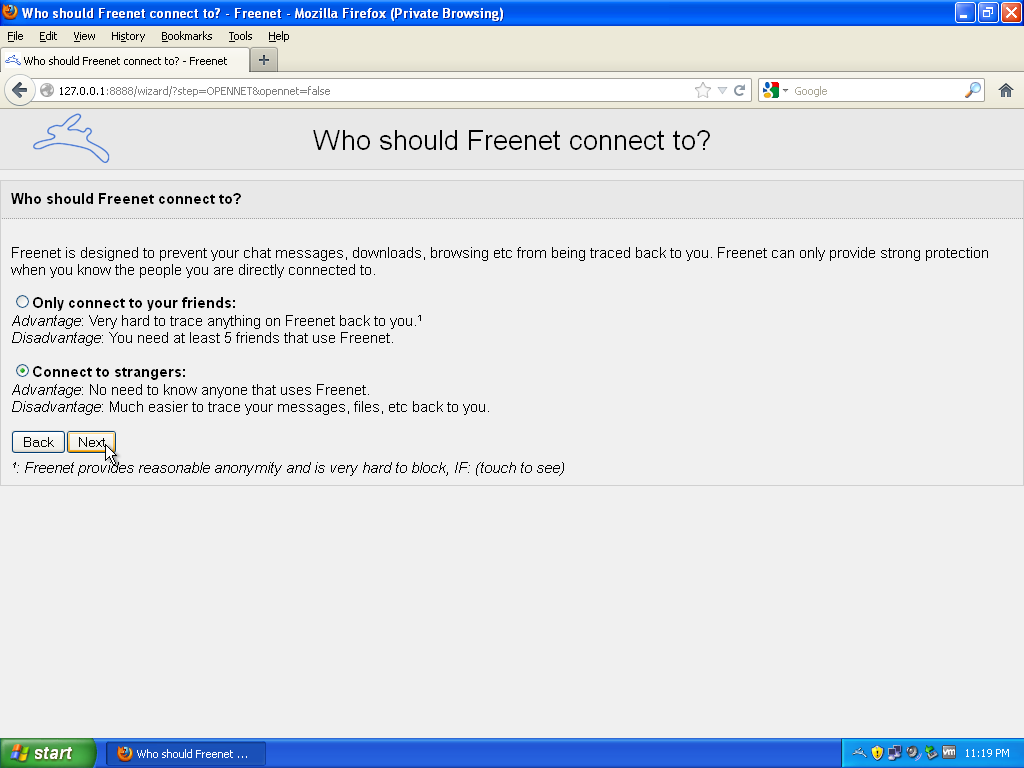 Who should Freenet connect to? - Freenet - Mozilla Firefox (Private Browsing)
File Edit View History Bookmarks Tools Help
Who should Freenet connect to? - Freenet
127.0.0.1:8888/wizard/?step=OPENNET&opennet=false
Google
Who should Freenet connect to?
Who should Freenet connect to?
Freenet is designed to prevent your chat messages, downloads, browsing etc from being traced back to you. Freenet can only provide strong protection
when you know the people you are directly connected to.
Only connect to your friends:
Advantage: Very hard to trace anything on Freenet back to you.¹
Disadvantage: You need at least 5 friends that use Freenet.
Connect to strangers:
Advantage: No need to know anyone that uses Freenet.
Disadvantage: Much easier to trace your messages, files, etc back to you.
Back Next
¹: Freenet provides reasonable anonymity and is very hard to block, IF: (touch to see)
start Who should Freenet ... vm 11:19 PM